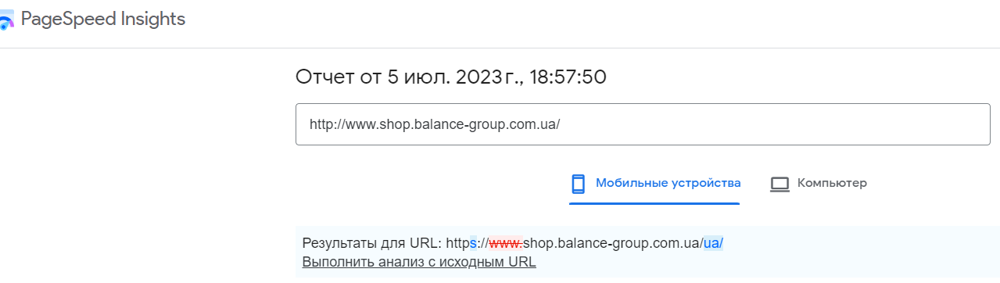 PageSpeed Insights
Отчет от 5 июл. 2023 г., 18:57:50
http://www.shop.balance-group.com.ua/
Мобильные устройства
Компьютер
Результаты для URL: https://www.shop.balance-group.com.ua/ua/
Выполнить анализ с исходным URL